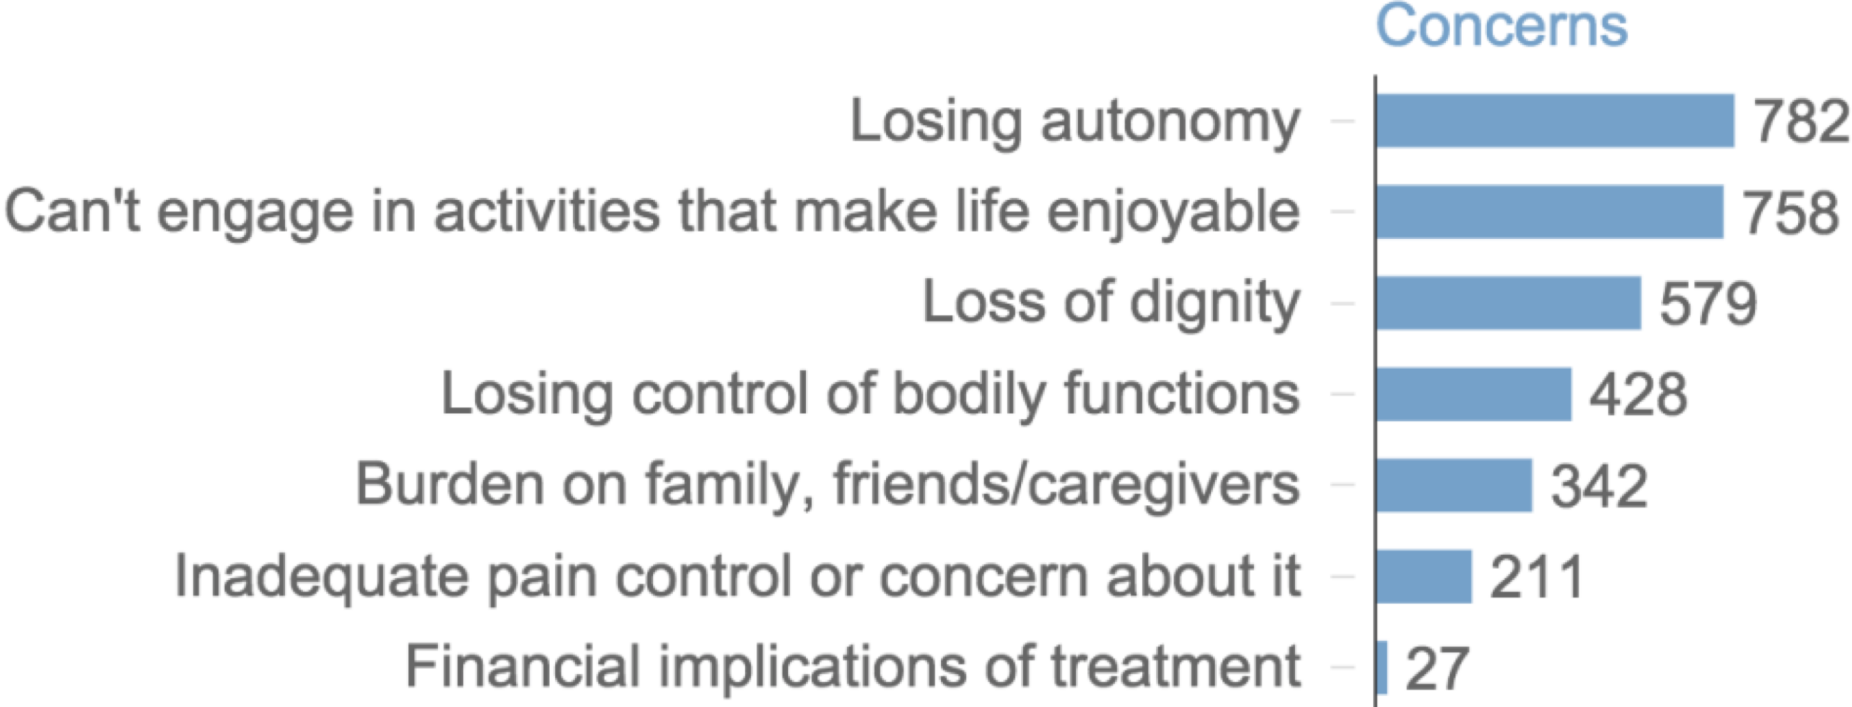 Concerns
Losing autonomy 782
Can't engage in activities that make life enjoyable 758
Loss of dignity 579
Losing control of bodily functions 428
Burden on family, friends/caregivers 342
Inadequate pain control or concern about it 211
Financial implications of treatment 27